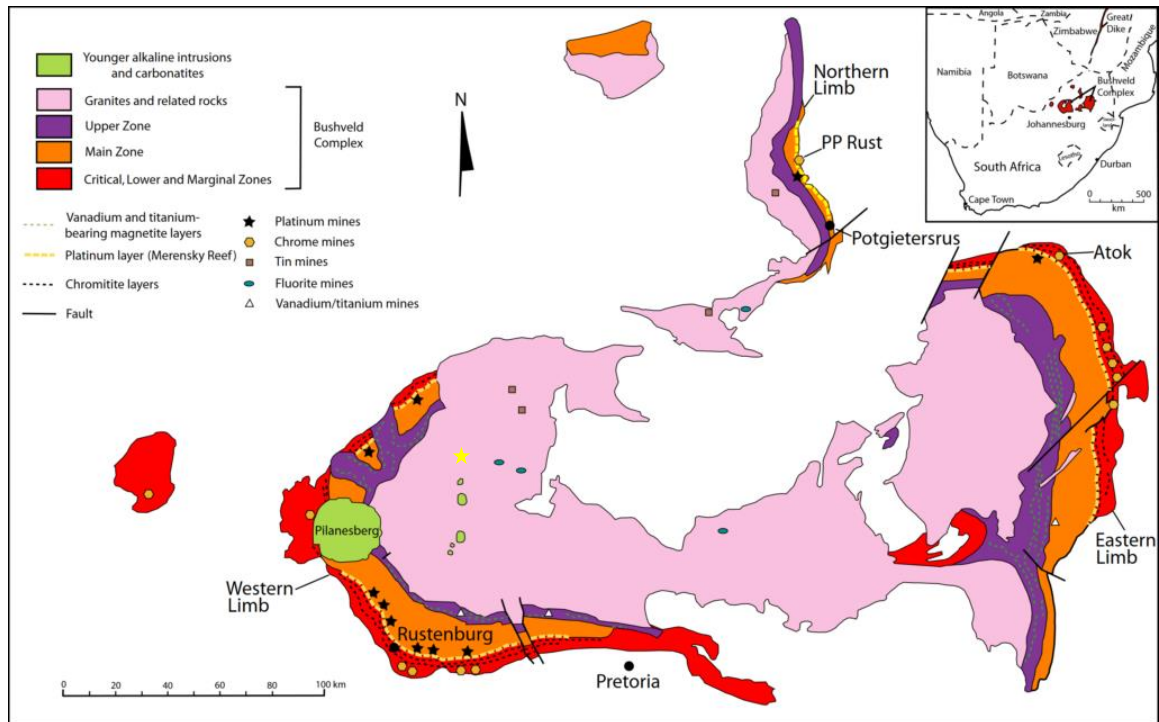 Younger alkaline intrusions
and carbonatites
Granites and related rocks
Upper Zone
Main Zone
Critical, Lower and Marginal Zones
Bushveld
Complex
Vanadium and titanium-
bearing magnetite layers
Platinum layer (Merensky Reef)
Chromitite layers
Fault
Platinum mines
Chrome mines
Tin mines
Fluorite mines
Vanadium/titanium mines
N
Northern
Limb
PP Rust
Potgietersrus
Atok
Eastern
Limb
Pilanesberg
Western
Limb
Rustenburg
Pretoria
0 20 40 60 80 100 km
Angola
Zambia
Zimbabwe
Great
Dike
Mozambique
Namibia
Botswana
Bushveld
Complex
Johannesburg
South Africa
Lesotho
Durban
Cape Town
0 500
km